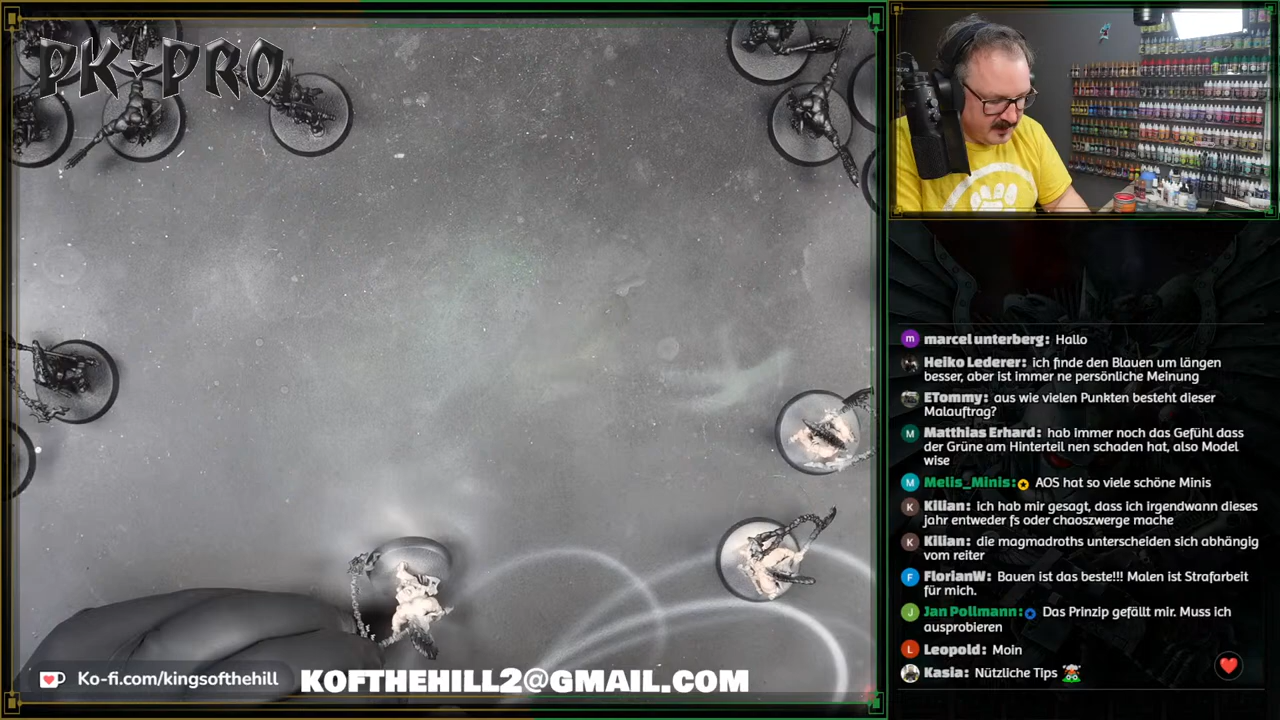 PK-PRO
marcel unterberg: Hallo
Heiko Lederer: ich finde den Blauen um längen
besser, aber ist immer ne persönliche Meinung
ETommy: aus wie vielen Punkten besteht dieser
Malauftrag?
Matthias Erhard: hab immer noch das Gefühl dass
der Grüne am Hinterteil nen schaden hat, also Model
wise
Melis_Minis: AOS hat so viele schöne Minis
Kilian: ich hab mir gesagt, dass ich irgendwann dieses
jahr entweder fs oder chaoszwerge mache
Kilian: die magmadroths unterscheiden sich abhängig
vom reiter
FlorianW: Bauen ist das beste!!! Malen ist Strafarbeit
für mich.
Jan Pollmann: Das Prinzip gefällt mir. Muss ich
ausprobieren
Leopold: Moin
Kasia: Nützliche Tips
Ko-fi.com/kingsofthehill
KOFTHEHILL2@GMAIL.COM